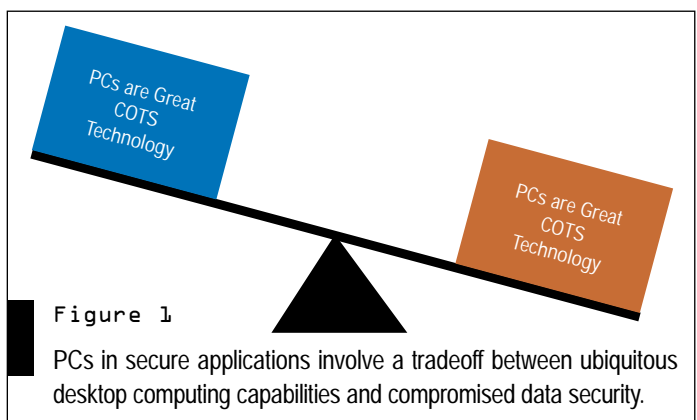 PCs are Great
COTS
Technology
PCs are Great
COTS
Technology
Figure 1
PCs in secure applications involve a tradeoff between ubiquitous
desktop computing capabilities and compromised data security.